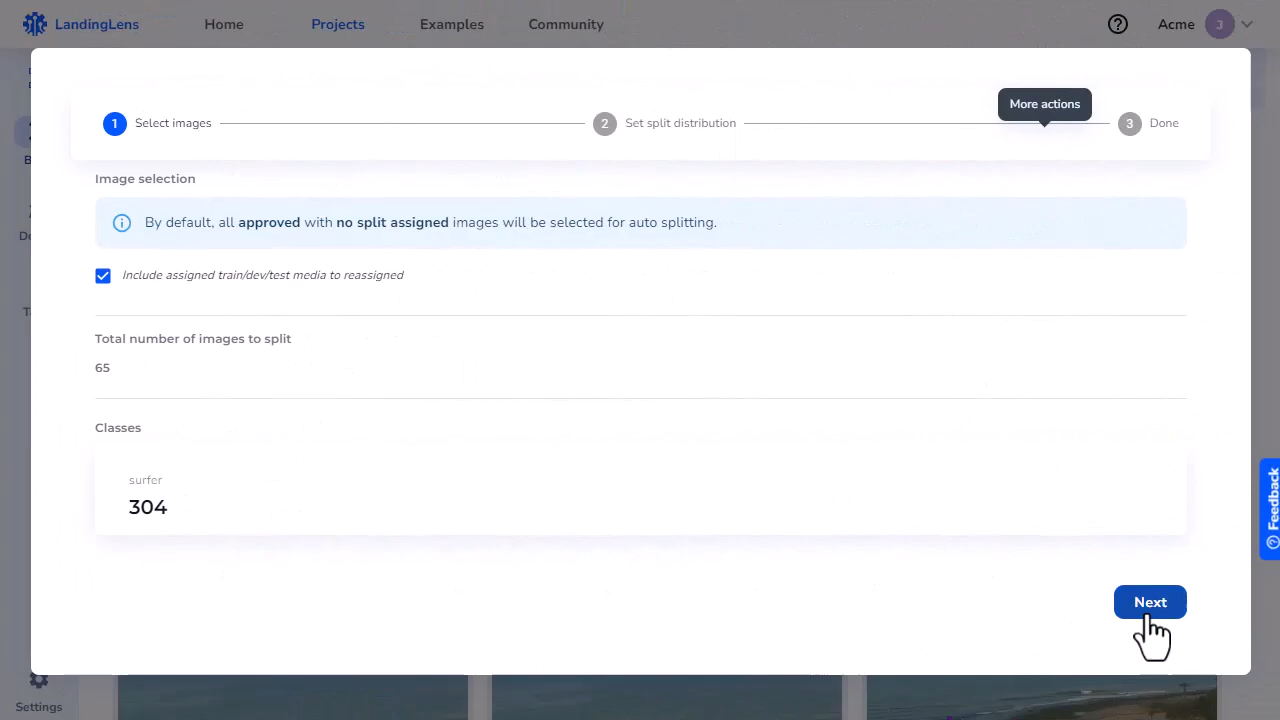 LandingLens
Home
Projects
Examples
Community
Acme
J
More actions
1 Select images
2 Set split distribution
3 Done
Image selection
By default, all approved with no split assigned images will be selected for auto splitting.
Include assigned train/dev/test media to reassigned
Total number of images to split
65
Classes
surfer
304
Feedback
Next
Settings